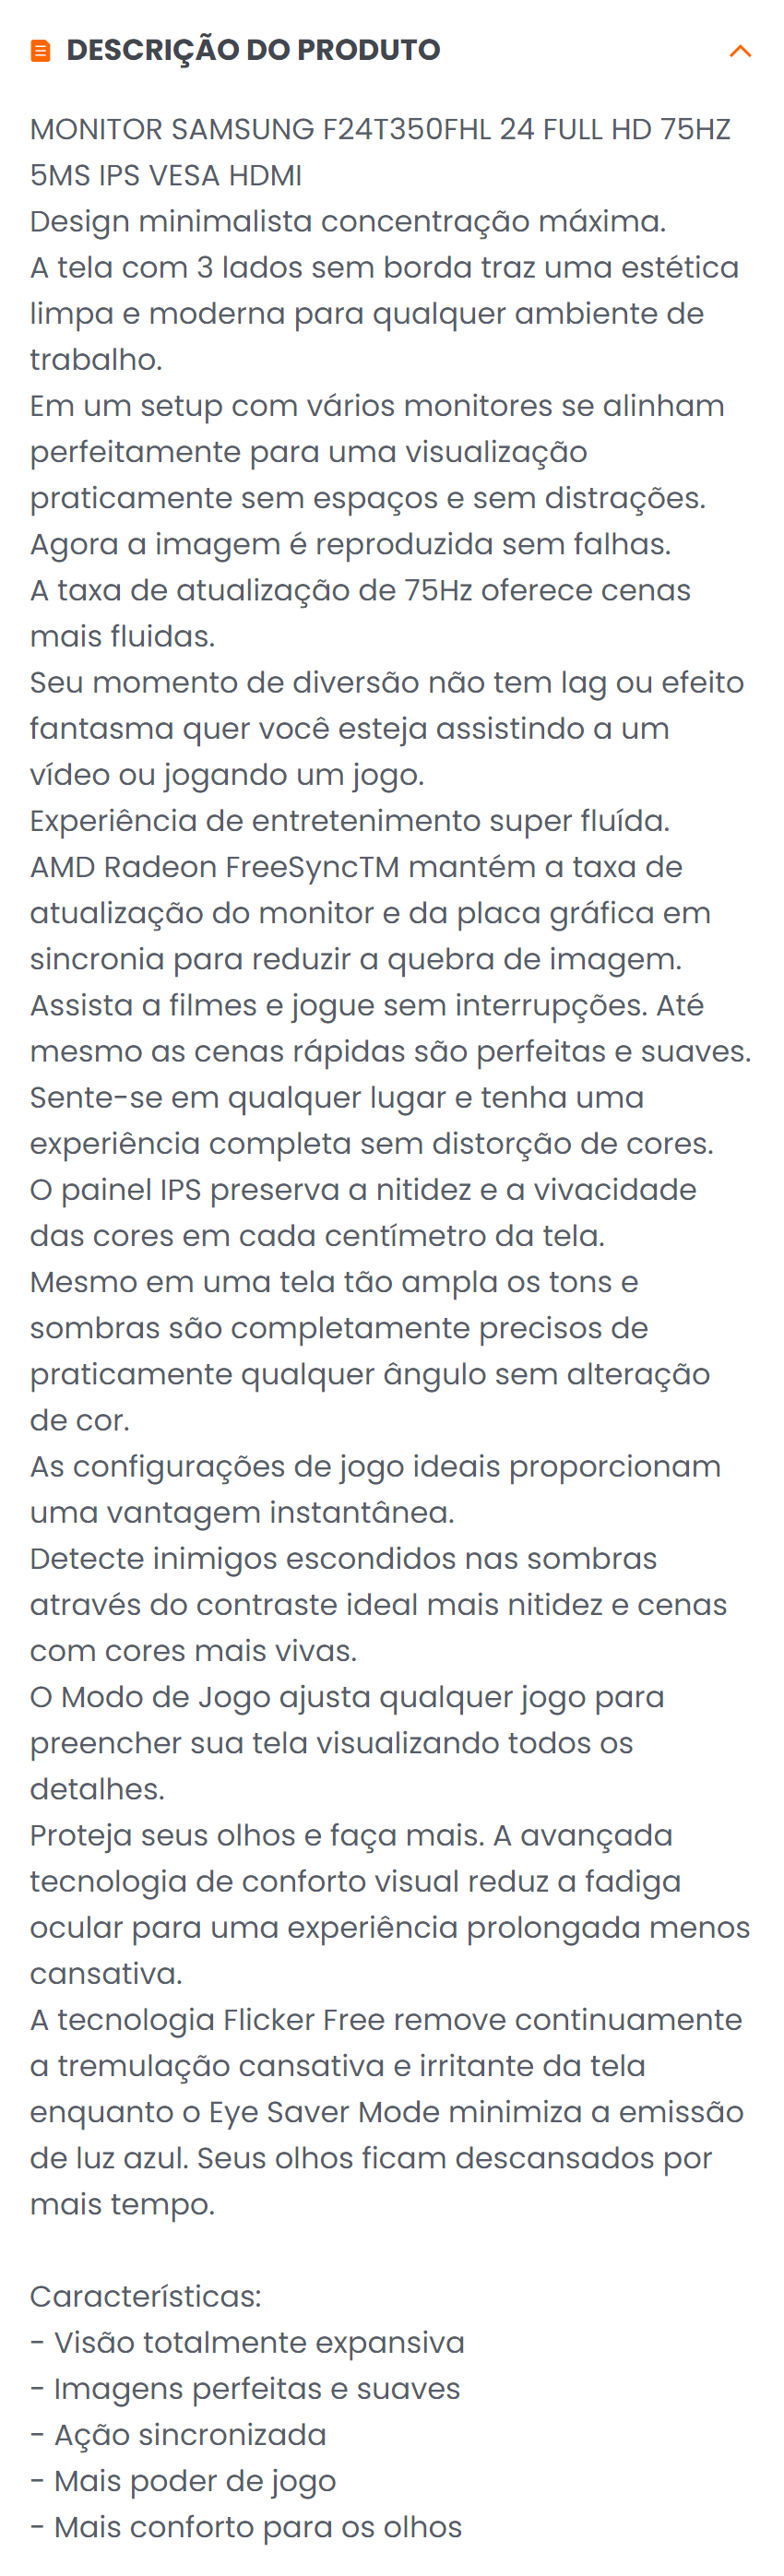 DESCRIÇÃO DO PRODUTO
MONITOR SAMSUNG F24T350FHL 24 FULL HD 75HZ
5MS IPS VESA HDMI
Design minimalista concentração máxima.
A tela com 3 lados sem borda traz uma estética
limpa e moderna para qualquer ambiente de
trabalho.
Em um setup com vários monitores se alinham
perfeitamente para uma visualização
praticamente sem espaços e sem distrações.
Agora a imagem é reproduzida sem falhas.
A taxa de atualização de 75Hz oferece cenas
mais fluidas.
Seu momento de diversão não tem lag ou efeito
fantasma quer você esteja assistindo a um
vídeo ou jogando um jogo.
Experiência de entretenimento super fluída.
AMD Radeon FreeSyncTM mantém a taxa de
atualização do monitor e da placa gráfica em
sincronia para reduzir a quebra de imagem.
Assista a filmes e jogue sem interrupções. Até
mesmo as cenas rápidas são perfeitas e suaves.
Sente-se em qualquer lugar e tenha uma
experiência completa sem distorção de cores.
O painel IPS preserva a nitidez e a vivacidade
das cores em cada centímetro da tela.
Mesmo em uma tela tão ampla os tons e
sombras são completamente precisos de
praticamente qualquer ângulo sem alteração
de cor.
As configurações de jogo ideais proporcionam
uma vantagem instantânea.
Detecte inimigos escondidos nas sombras
através do contraste ideal mais nitidez e cenas
com cores mais vivas.
O Modo de Jogo ajusta qualquer jogo para
preencher sua tela visualizando todos os
detalhes.
Proteja seus olhos e faça mais. A avançada
tecnologia de conforto visual reduz a fadiga
ocular para uma experiência prolongada menos
cansativa.
A tecnologia Flicker Free remove continuamente
a tremulação cansativa e irritante da tela
enquanto o Eye Saver Mode minimiza a emissão
de luz azul. Seus olhos ficam descansados por
mais tempo.
Características:
- Visão totalmente expansiva
- Imagens perfeitas e suaves
- Ação sincronizada
- Mais poder de jogo
- Mais conforto para os olhos